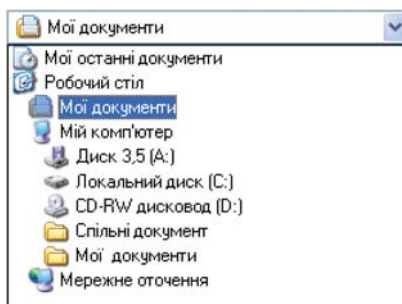 Мої документи
Мої останні документи
Робочий стіл
Мої документи
Мій комп'ютер
Диск 3,5 (A:)
Локальний диск (C:)
CD-RW дисковод (D:)
Спільні документ
Мої документи
Мережне оточення